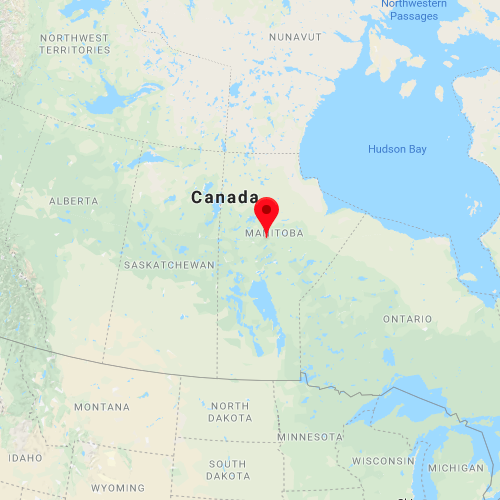 Northwestern
Passages
NORTHWEST
TERRITORIES
NUNAVUT
Hudson Bay
Canada
ALBERTA
MANITOBA
SASKATCHEWAN
ONTARIO
MONTANA
NORTH
DAKOTA
MINNESOTA
IDAHO
SOUTH
DAKOTA
WISCONSIN
MICHIGAN
WYOMING